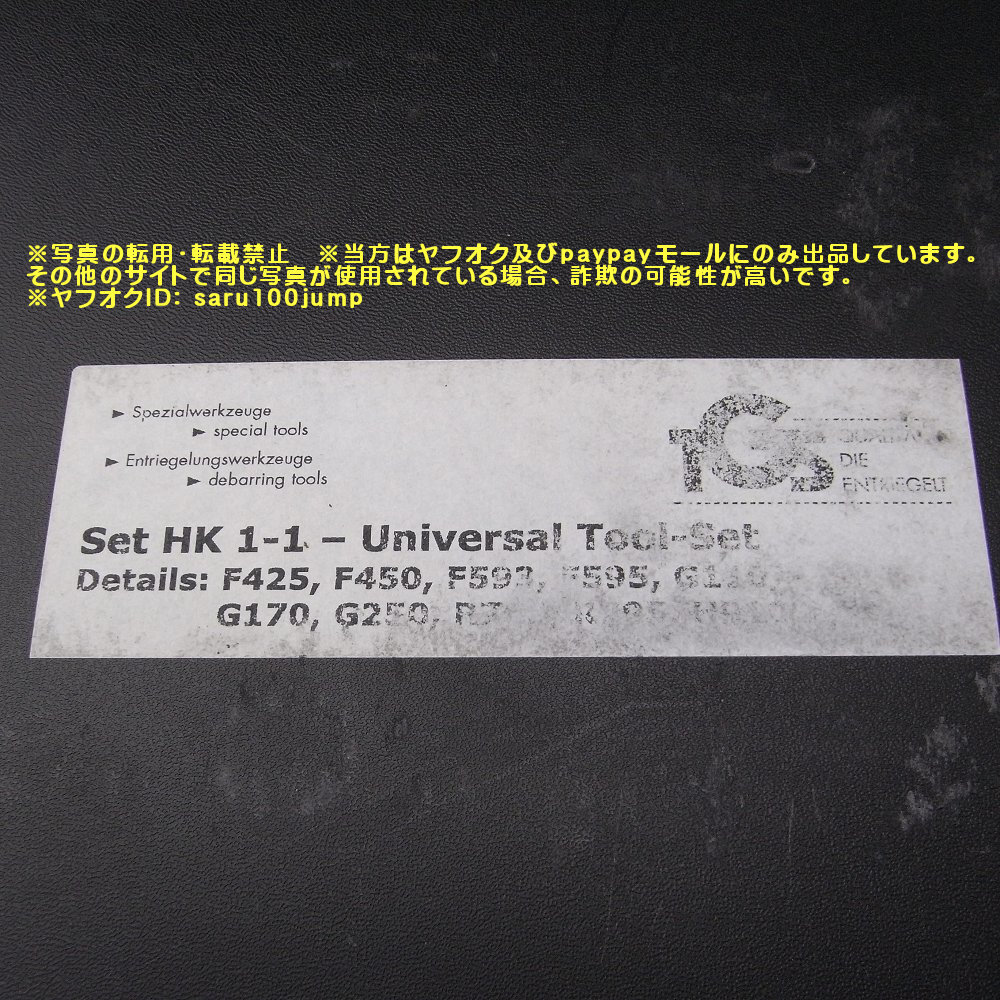 ※写真の転用・転載禁止　※当方はヤフオク及びpaypayモールにのみ出品しています。
その他のサイトで同じ写真が使用されている場合、詐欺の可能性が高いです。
※ヤフオクID: saru100jump
► Spezialwerkzeuge
► special tools
► Entriegelungswerkzeuge
► debarring tools
QUALITÄT
DIE
ENTRIEGELT
Set HK 1-1 – Universal Tool-Set
Details: F425, F450, F593, F595,
G170, G250,